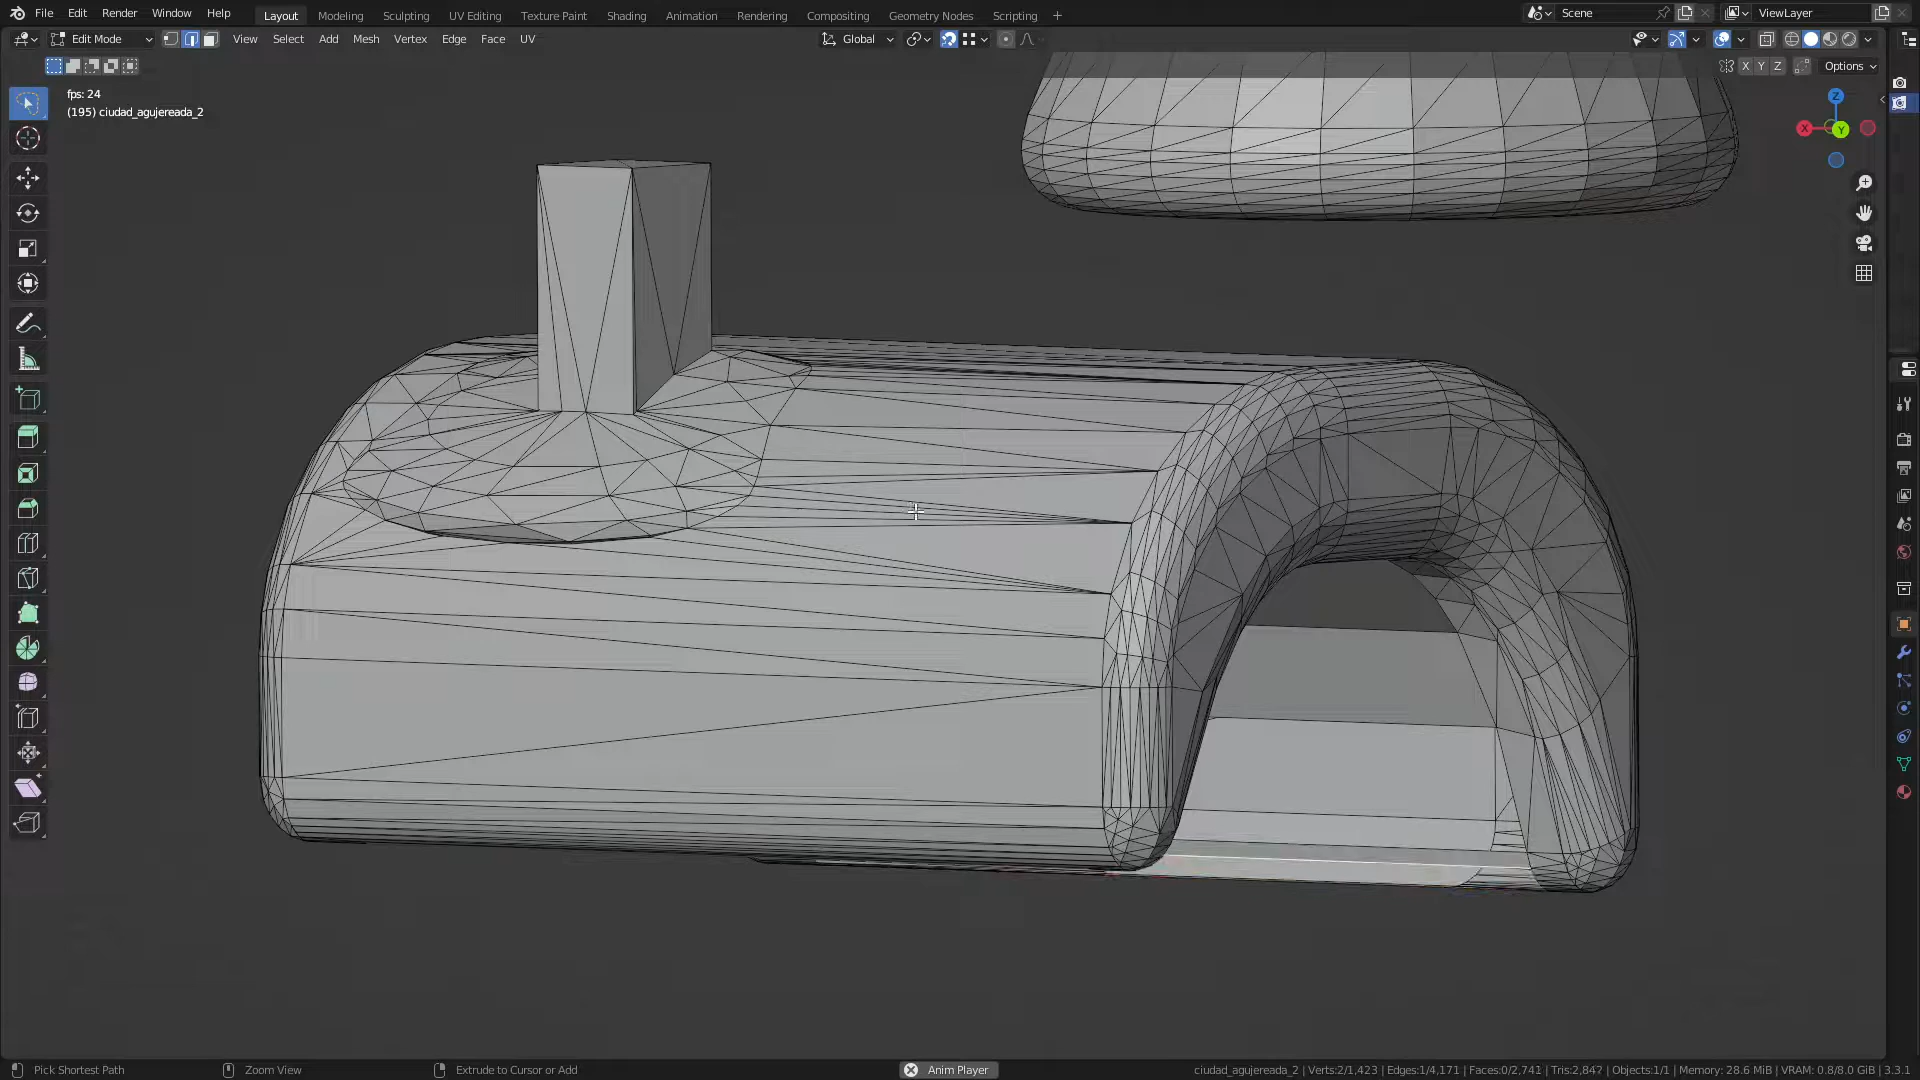 File Edit Render Window Help Layout Modeling Sculpting UV Editing Texture Paint Shading Animation Rendering Compositing Geometry Nodes Scripting + Scene ViewLayer
Edit Mode View Select Add Mesh Vertex Edge Face UV Global
X Y Z Options
fps: 24
(195) ciudad_agujereada_2
Z
X Y
Pick Shortest Path Zoom View Extrude to Cursor or Add Anim Player ciudad_agujereada_2 | Verts:2/1,423 | Edges:1/4,171 | Faces:0/2,741 | Tris:2,847 | Objects:1/1 | Memory: 28.6 MiB | VRAM: 0.8/8.0 GiB | 3.3.1